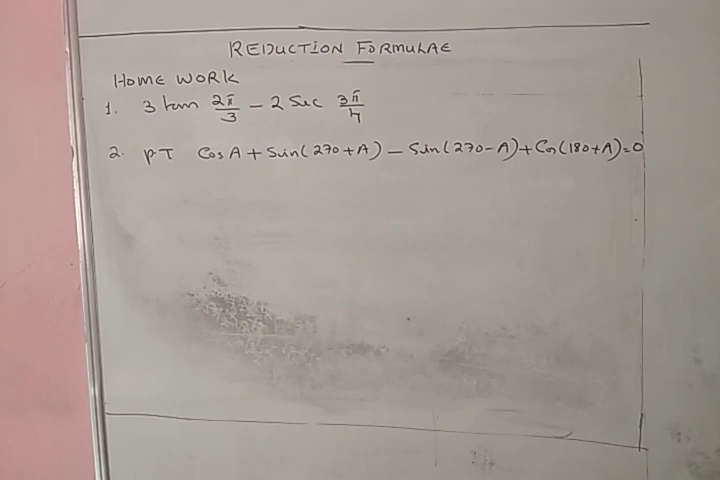 REDUCTION FORMULAE
HOME WORK
1. 3 tan 2π/3 - 2 Sec 3π/4
2. PT Cos A + Sin(270+A) - Sin(270-A) + Cos(180+A)=0